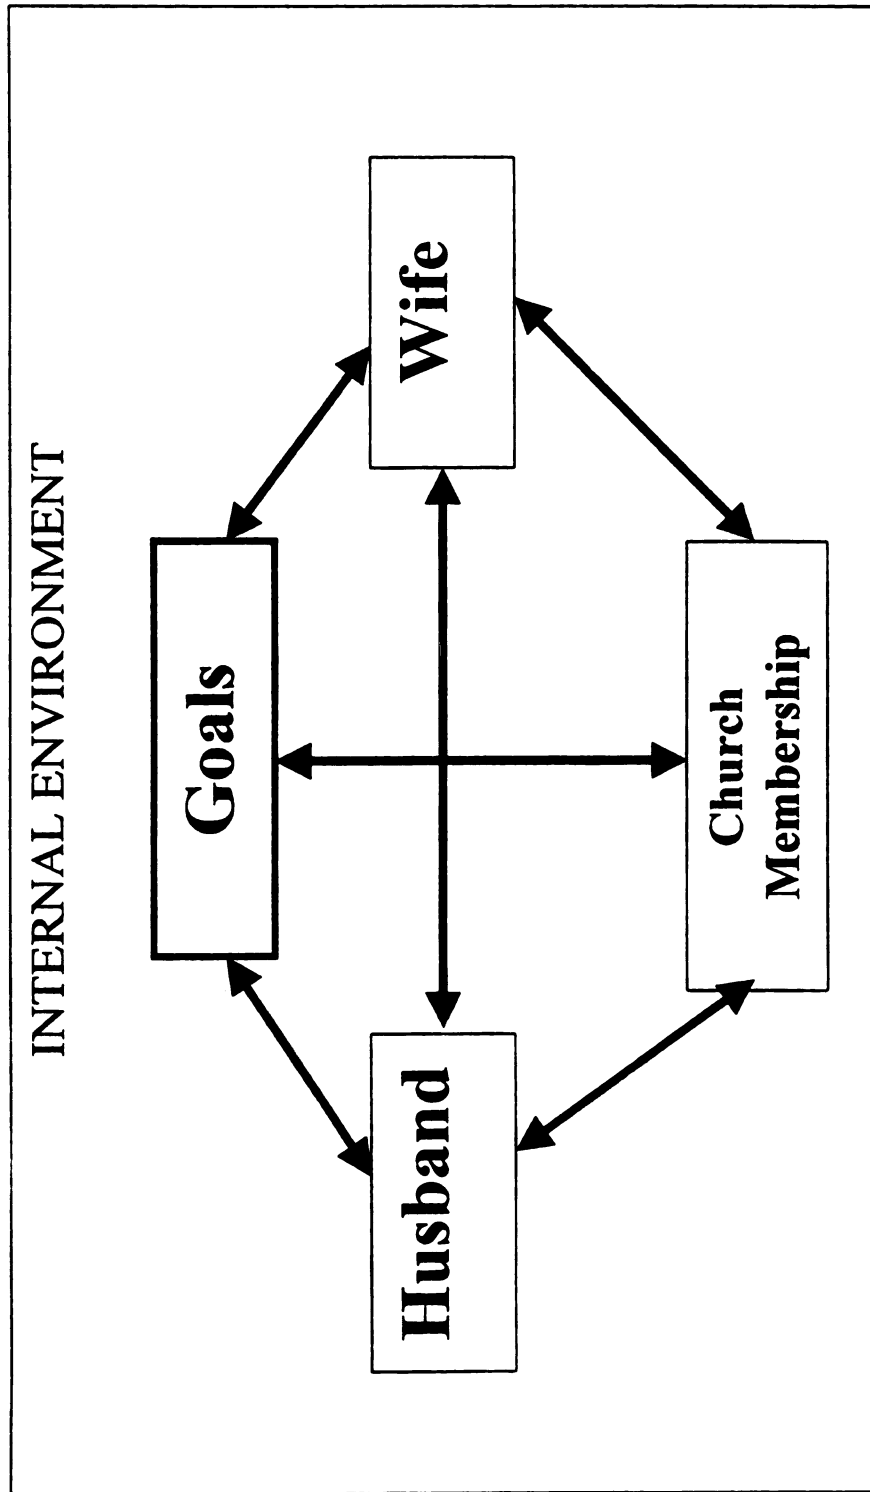 INTERNAL ENVIRONMENT
Goals
Husband
Wife
Church
Membership